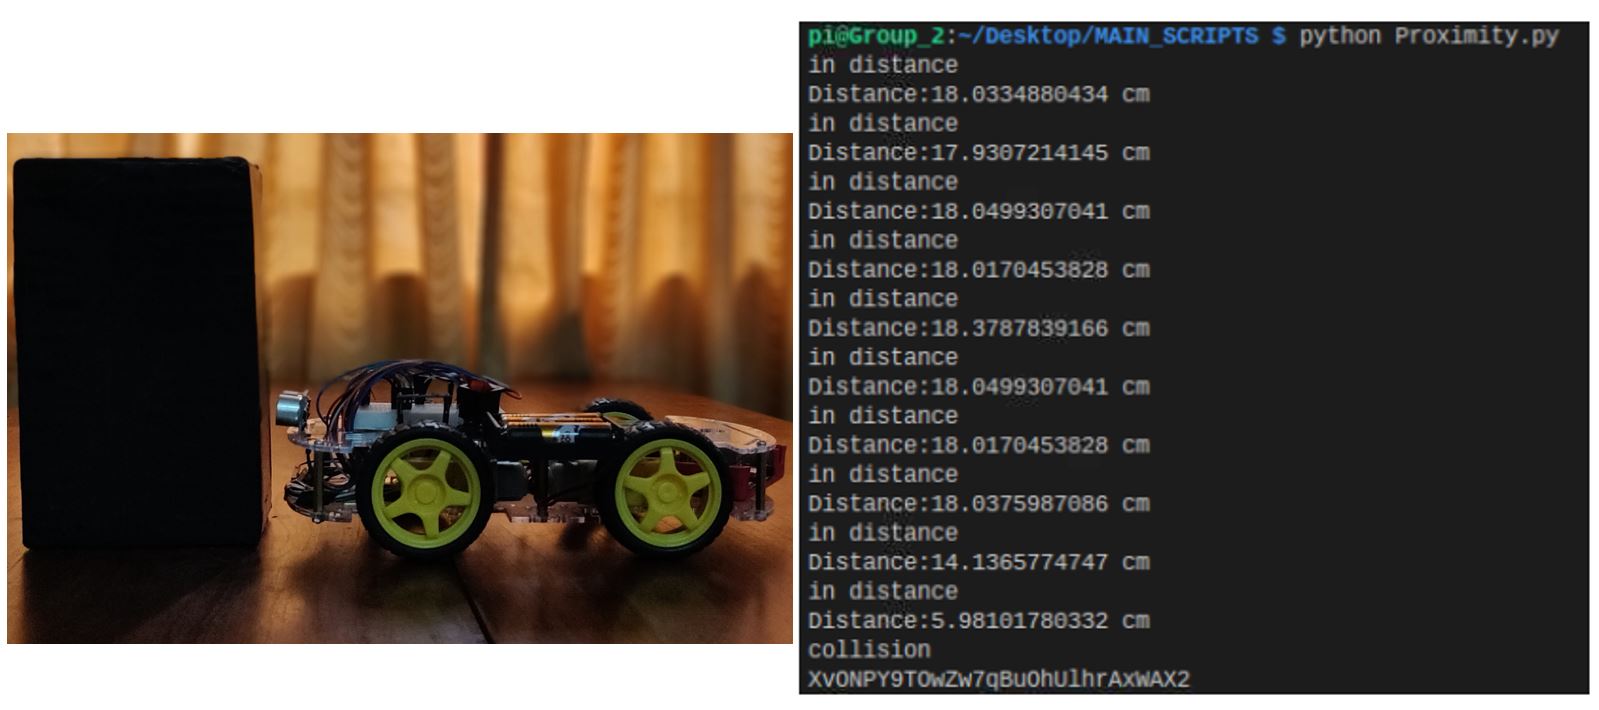 pi@Group_2:~/Desktop/MAIN_SCRIPTS $ python Proximity.py
in distance
Distance:18.0334880434 cm
in distance
Distance:17.9307214145 cm
in distance
Distance:18.0499307041 cm
in distance
Distance:18.0170453828 cm
in distance
Distance:18.3787839166 cm
in distance
Distance:18.0499307041 cm
in distance
Distance:18.0170453828 cm
in distance
Distance:18.0375987086 cm
in distance
Distance:14.1365774747 cm
in distance
Distance:5.98101780332 cm
collision
XvONPY9TOwZw7qBuOhUlhrAxWAX2